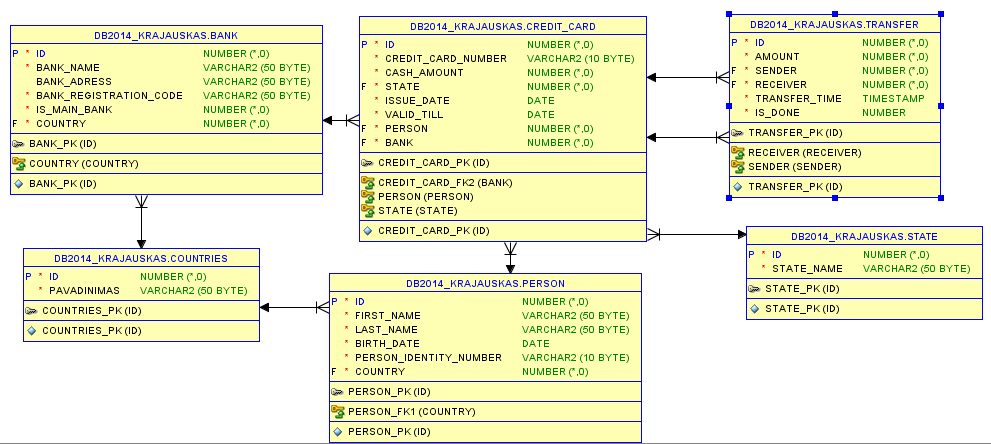 DB2014_KRAJAUSKAS.BANK
P * ID NUMBER (*,0)
* BANK_NAME VARCHAR2 (50 BYTE)
BANK_ADRESS VARCHAR2 (50 BYTE)
* BANK_REGISTRATION_CODE VARCHAR2 (50 BYTE)
* IS_MAIN_BANK NUMBER (*,0)
F * COUNTRY NUMBER (*,0)
BANK_PK (ID)
COUNTRY (COUNTRY)
BANK_PK (ID)
DB2014_KRAJAUSKAS.CREDIT_CARD
P * ID NUMBER (*,0)
* CREDIT_CARD_NUMBER VARCHAR2 (10 BYTE)
* CASH_AMOUNT NUMBER (*,0)
F * STATE NUMBER (*,0)
* ISSUE_DATE DATE
* VALID_TILL DATE
F * PERSON NUMBER (*,0)
F * BANK NUMBER (*,0)
CREDIT_CARD_PK (ID)
CREDIT_CARD_FK2 (BANK)
PERSON (PERSON)
STATE (STATE)
CREDIT_CARD_PK (ID)
DB2014_KRAJAUSKAS.TRANSFER
P * ID NUMBER (*,0)
* AMOUNT NUMBER (*,0)
F * SENDER NUMBER (*,0)
F * RECEIVER NUMBER (*,0)
* TRANSFER_TIME TIMESTAMP
* IS_DONE NUMBER
TRANSFER_PK (ID)
RECEIVER (RECEIVER)
SENDER (SENDER)
TRANSFER_PK (ID)
DB2014_KRAJAUSKAS.COUNTRIES
P * ID NUMBER (*,0)
* PAVADINIMAS VARCHAR2 (50 BYTE)
COUNTRIES_PK (ID)
COUNTRIES_PK (ID)
DB2014_KRAJAUSKAS.PERSON
P * ID NUMBER (*,0)
* FIRST_NAME VARCHAR2 (50 BYTE)
* LAST_NAME VARCHAR2 (50 BYTE)
* BIRTH_DATE DATE
* PERSON_IDENTITY_NUMBER VARCHAR2 (10 BYTE)
F * COUNTRY NUMBER (*,0)
PERSON_PK (ID)
PERSON_FK1 (COUNTRY)
PERSON_PK (ID)
DB2014_KRAJAUSKAS.STATE
P * ID NUMBER (*,0)
* STATE_NAME VARCHAR2 (50 BYTE)
STATE_PK (ID)
STATE_PK (ID)